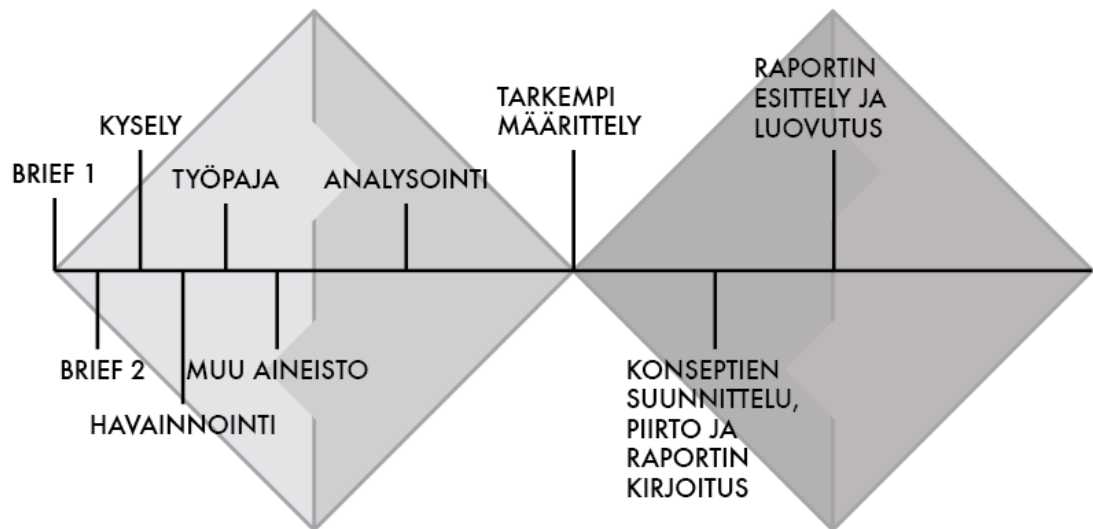 BRIEF 1
KYSELY
TYÖPAJA
ANALYSOINTI
TARKEMPI
MÄÄRITTELY
RAPORTIN
ESITTELY JA
LUOVUTUS
BRIEF 2
HAVAINNOINTI
MUU AINEISTO
KONSEPTIEN
SUUNNITTELU,
PIIRTO JA
RAPORTIN
KIRJOITUS